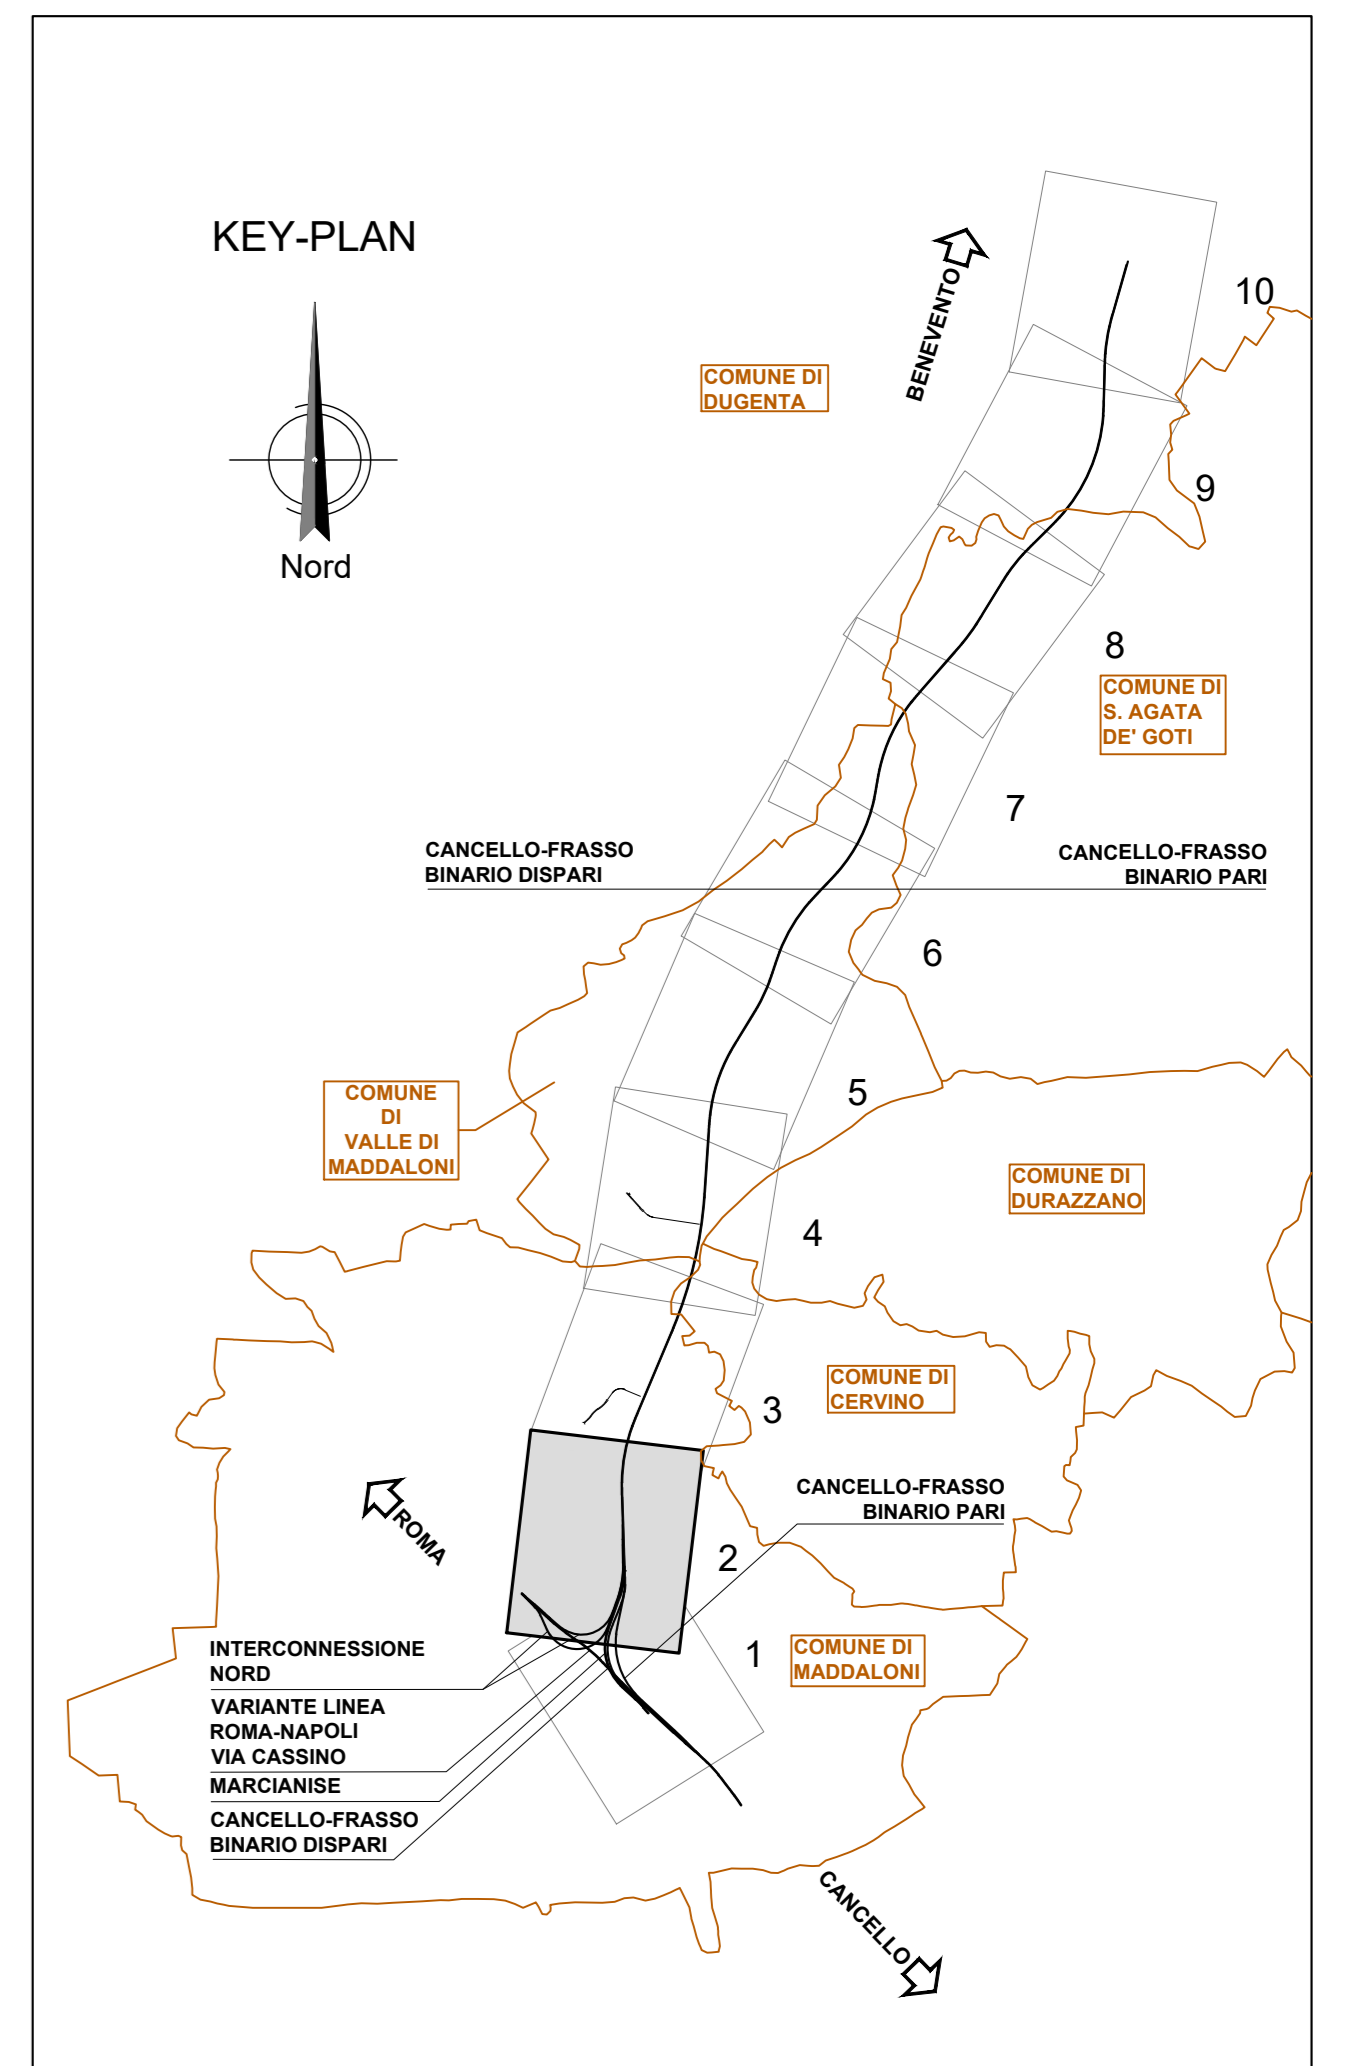 KEY-PLAN
Nord
BENEVENTO
10
COMUNE DI
DUGENTA
9
8
COMUNE DI
S. AGATA
DE' GOTI
7
CANCELLO-FRASSO
BINARIO DISPARI
CANCELLO-FRASSO
BINARIO PARI
6
COMUNE
DI
VALLE DI
MADDALONI
5
COMUNE DI
DURAZZANO
4
COMUNE DI
CERVINO
3
CANCELLO-FRASSO
BINARIO PARI
ROMA
2
1
COMUNE DI
MADDALONI
INTERCONNESSIONE
NORD
VARIANTE LINEA
ROMA-NAPOLI
VIA CASSINO
MARCIANISE
CANCELLO-FRASSO
BINARIO DISPARI
CANCELLO